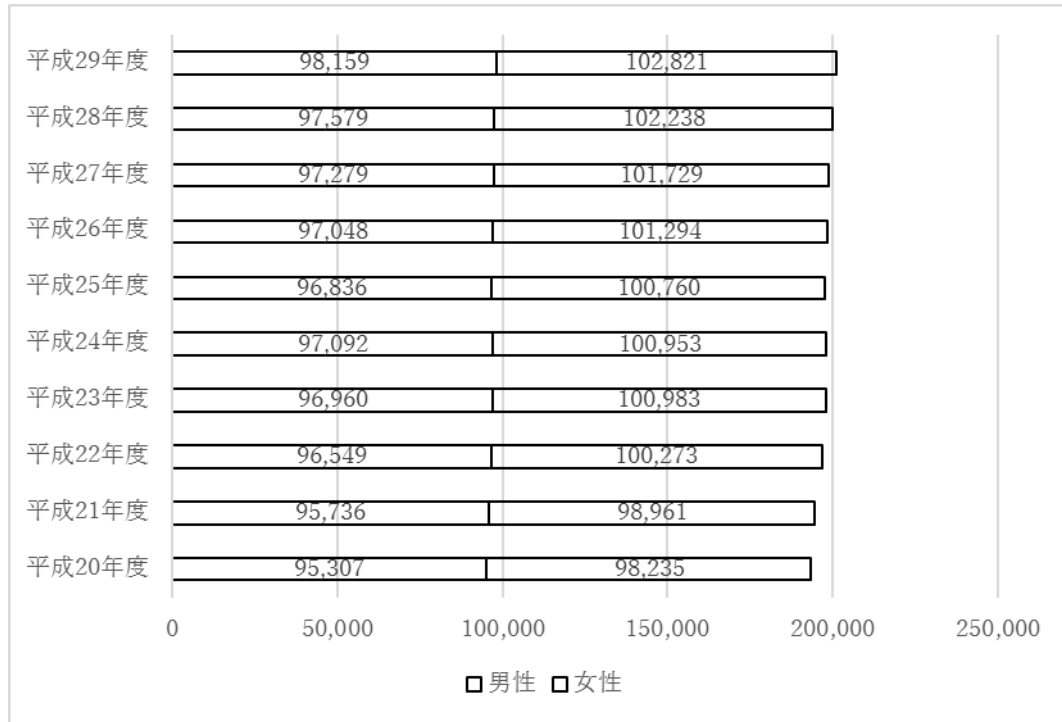 平成29年度 98,159 102,821
平成28年度 97,579 102,238
平成27年度 97,279 101,729
平成26年度 97,048 101,294
平成25年度 96,836 100,760
平成24年度 97,092 100,953
平成23年度 96,960 100,983
平成22年度 96,549 100,273
平成21年度 95,736 98,961
平成20年度 95,307 98,235
0 50,000 100,000 150,000 200,000 250,000
男性 女性